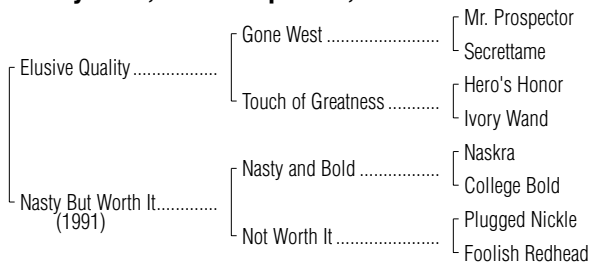 Mr. Prospector
Gone West
Secrettame
Elusive Quality
Hero's Honor
Touch of Greatness
Ivory Wand
Naskra
Nasty and Bold
College Bold
Nasty But Worth It
(1991)
Plugged Nickle
Not Worth It
Foolish Redhead